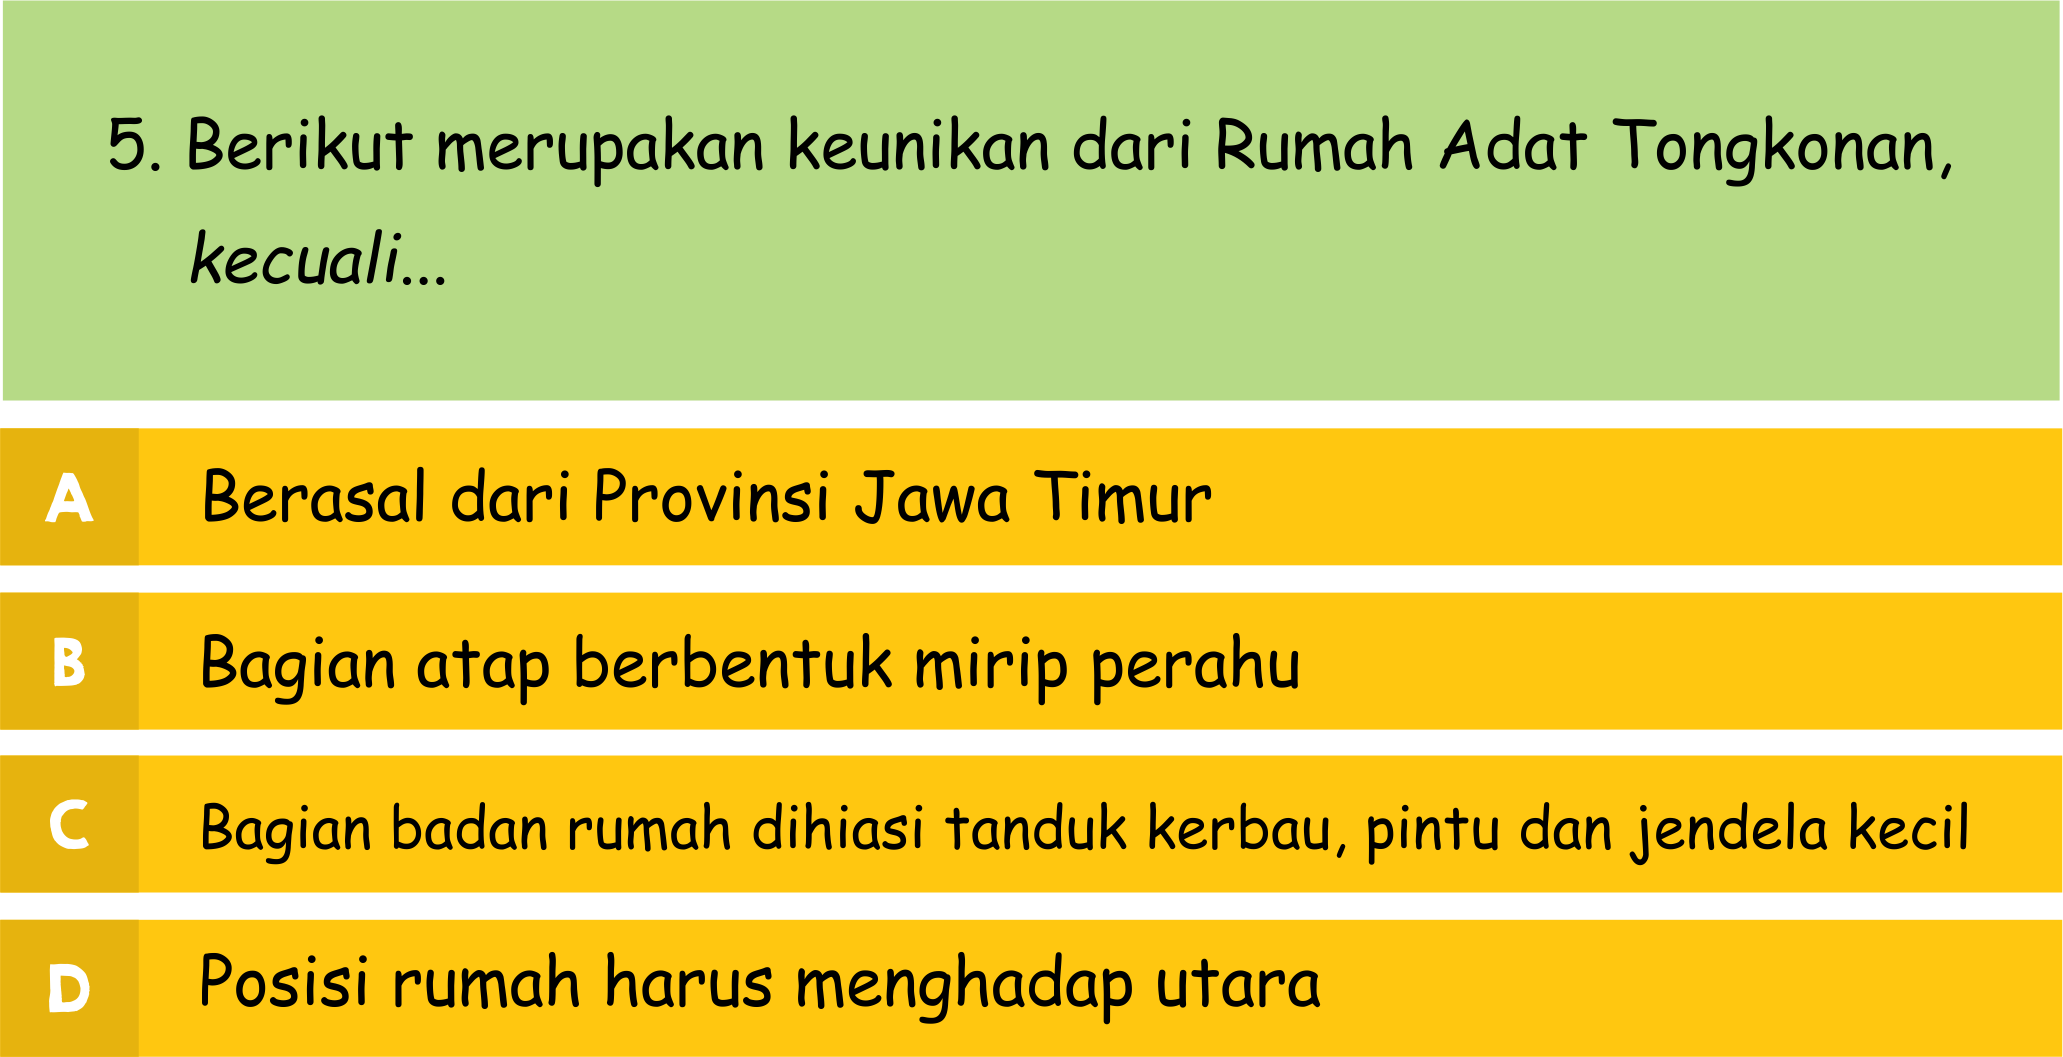 5. Berikut merupakan keunikan dari Rumah Adat Tongkonan,
kecuali...
A Berasal dari Provinsi Jawa Timur
B Bagian atap berbentuk mirip perahu
C Bagian badan rumah dihiasi tanduk kerbau, pintu dan jendela kecil
D Posisi rumah harus menghadap utara